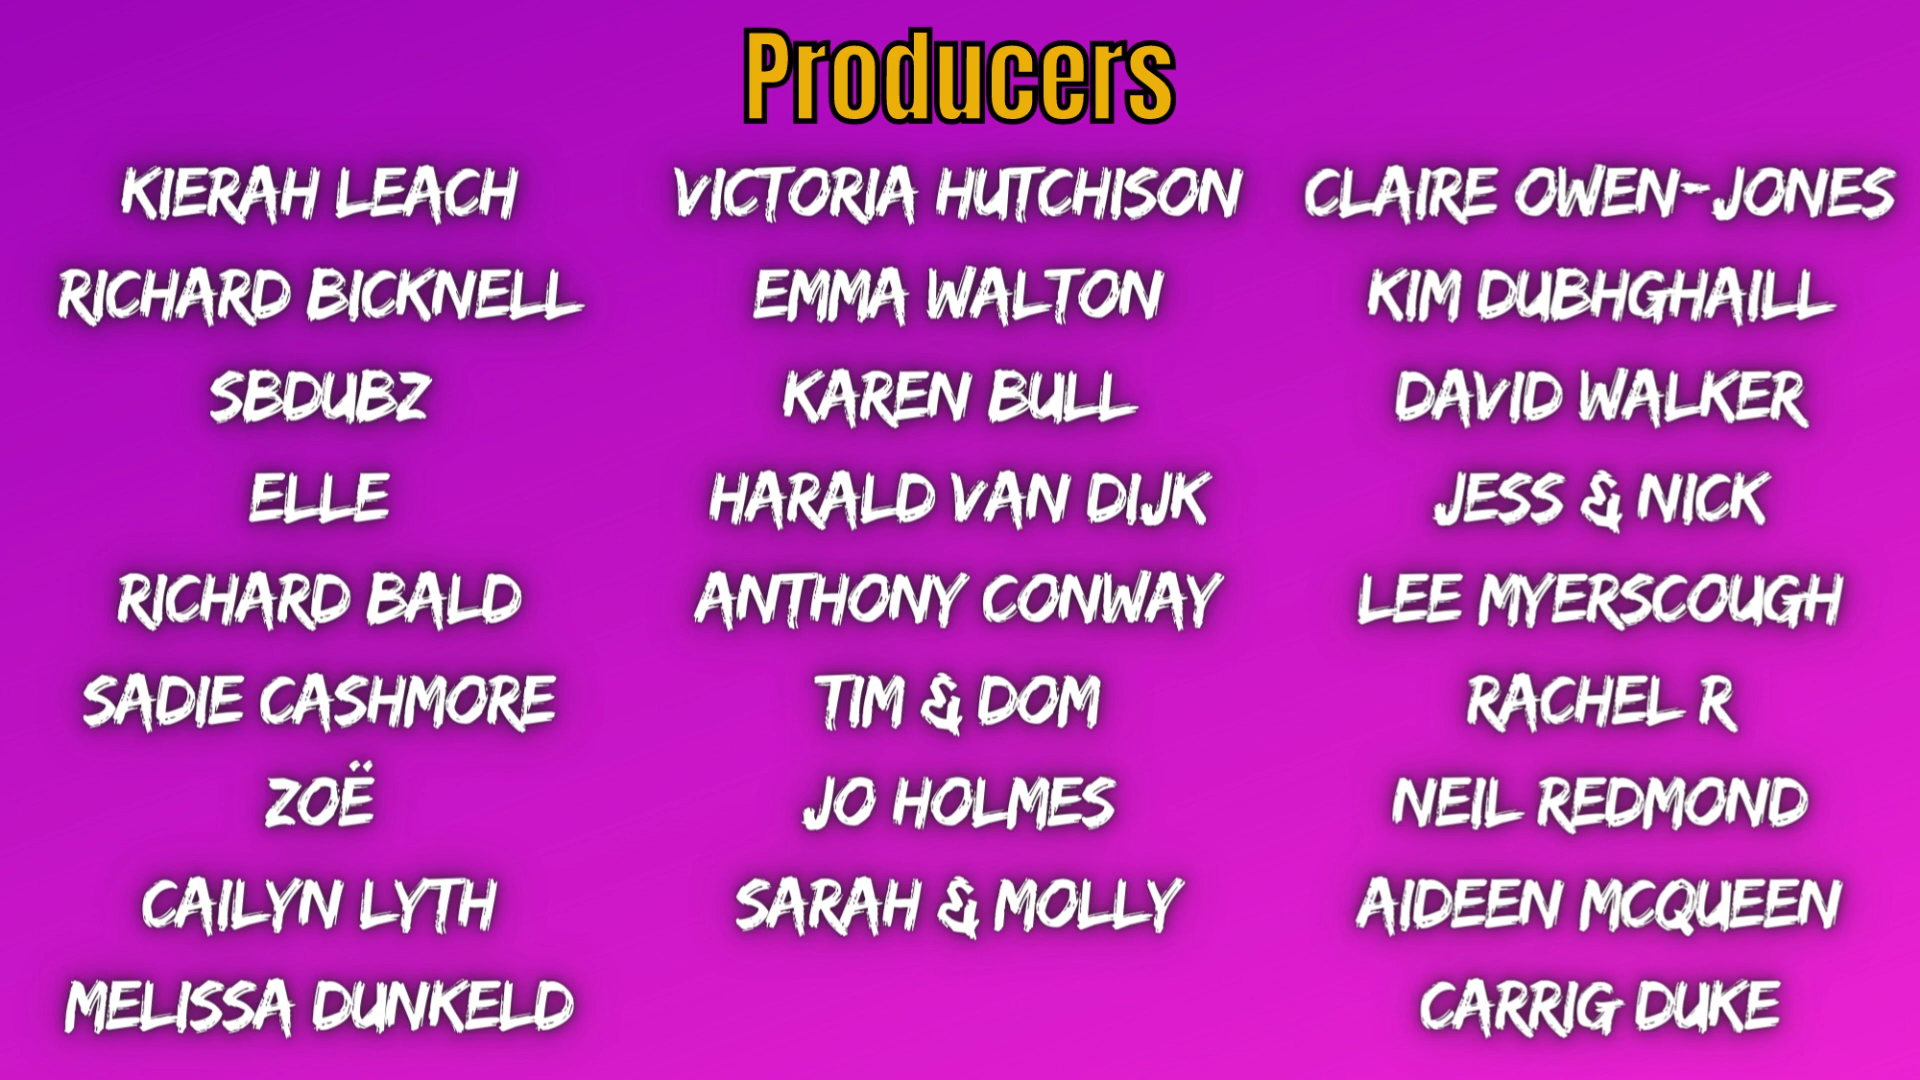 Producers
KIERAH LEACH
RICHARD BICKNELL
SBDUBZ
ELLE
RICHARD BALD
SADIE CASHMORE
ZOË
CAILYN LYTH
MELISSA DUNKELD
VICTORIA HUTCHISON
EMMA WALTON
KAREN BULL
HARALD VAN DIJK
ANTHONY CONWAY
TIM & DOM
JO HOLMES
SARAH & MOLLY
CLAIRE OWEN-JONES
KIM DUBHGHAILL
DAVID WALKER
JESS & NICK
LEE MYERSCOUGH
RACHEL R
NEIL REDMOND
AIDEEN MCQUEEN
CARRIG DUKE